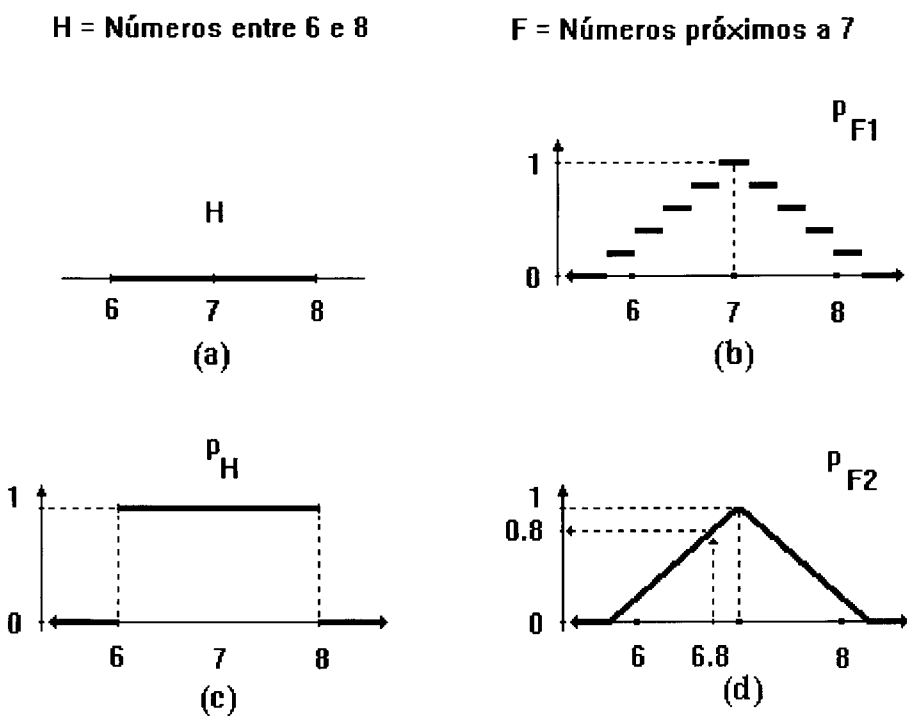 H = Números entre 6 e 8
F = Números próximos a 7
H
6 7 8
(a)
P F1
1
0
6 7 8
(b)
P H
1
0
6 7 8
(c)
P F2
1
0.8
0
6 6.8 8
(d)